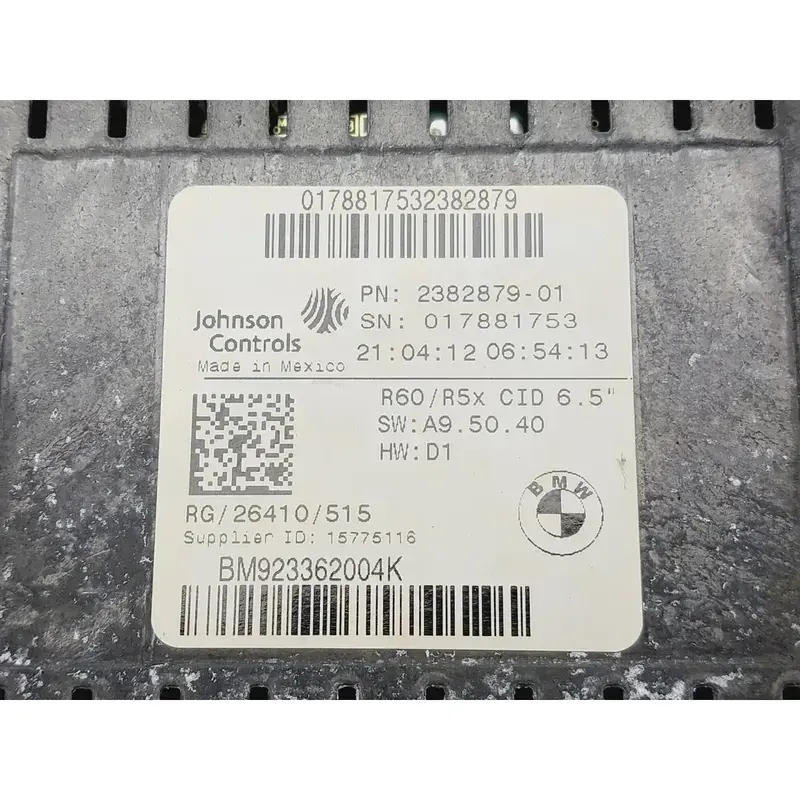 0178817532382879
PN: 2382879-01
SN: 017881753
21:04:12 06:54:13
Johnson
Controls
Made in Mexico
R60/R5x CID 6.5"
SW:A9.50.40
HW:D1
BMW
RG/26410/515
Supplier ID: 15775116
BM923362004K